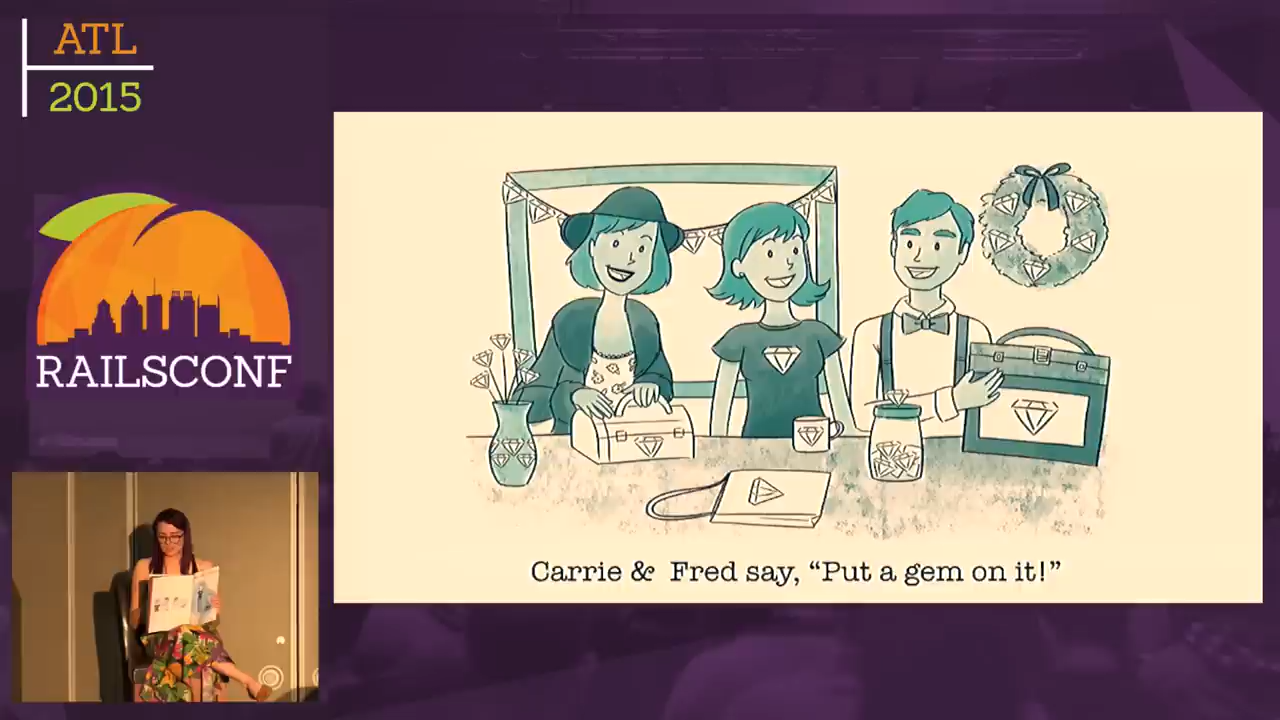 ATL
2015
RAILSCONF
Carrie & Fred say, “Put a gem on it!”